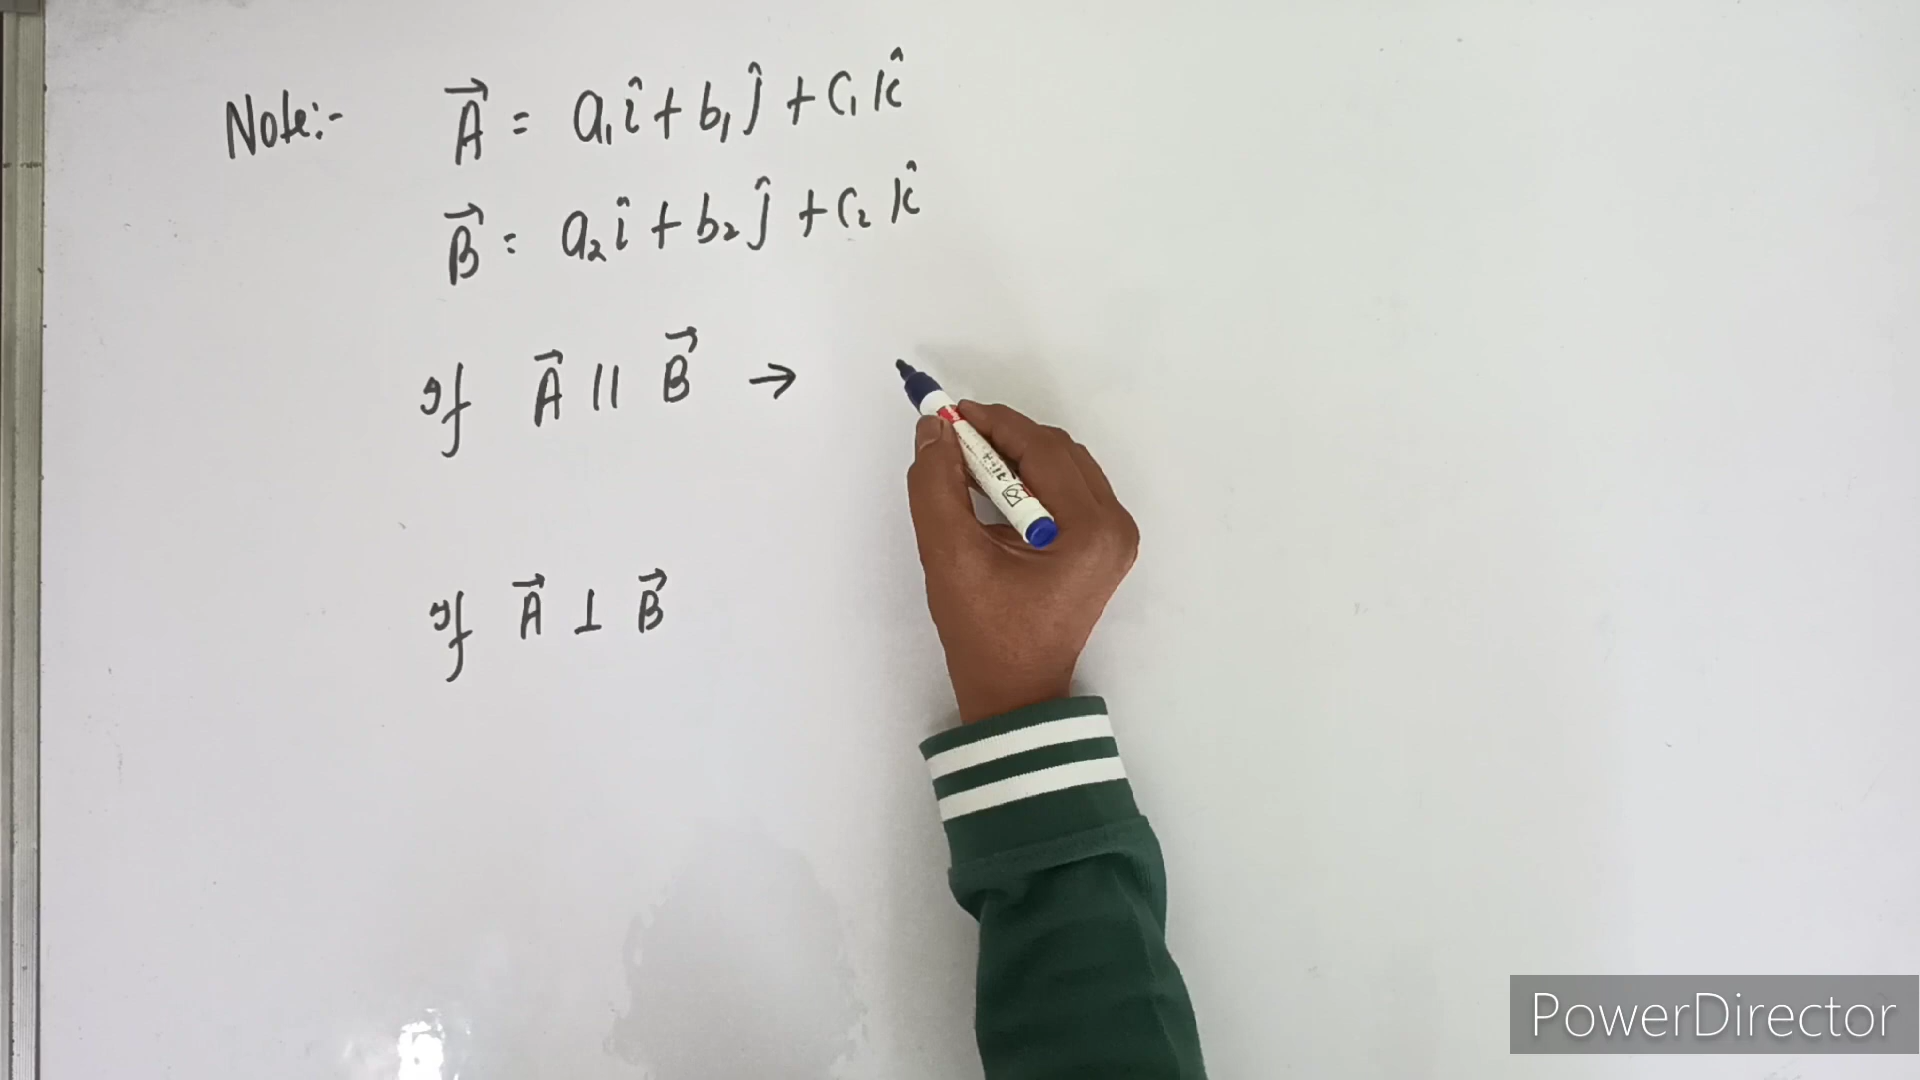 Note:- A⃗ = a₁î + b₁ĵ + c₁k̂
B⃗ = a₂î + b₂ĵ + c₂k̂
If A⃗ || B⃗ →
If A⃗ ⊥ B⃗
PowerDirector